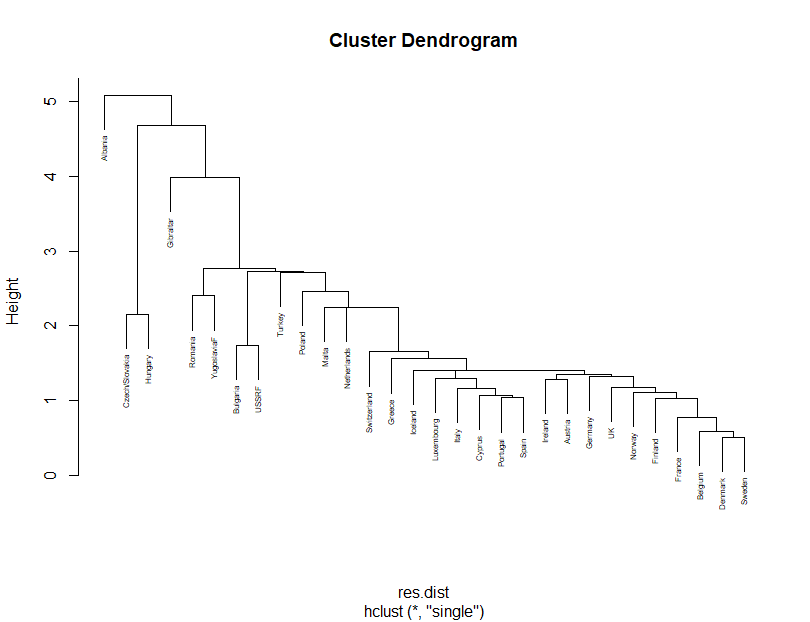 Cluster Dendrogram
Height
5
4
3
2
1
0
Albania
Czech/Slovakia
Hungary
Gibraltar
Romania
YugoslaviaF
Bulgaria
USSRF
Turkey
Poland
Malta
Netherlands
Switzerland
Greece
Iceland
Luxembourg
Italy
Cyprus
Portugal
Spain
Ireland
Austria
Germany
UK
Norway
Finland
France
Belgium
Denmark
Sweden
res.dist
hclust (*, "single")